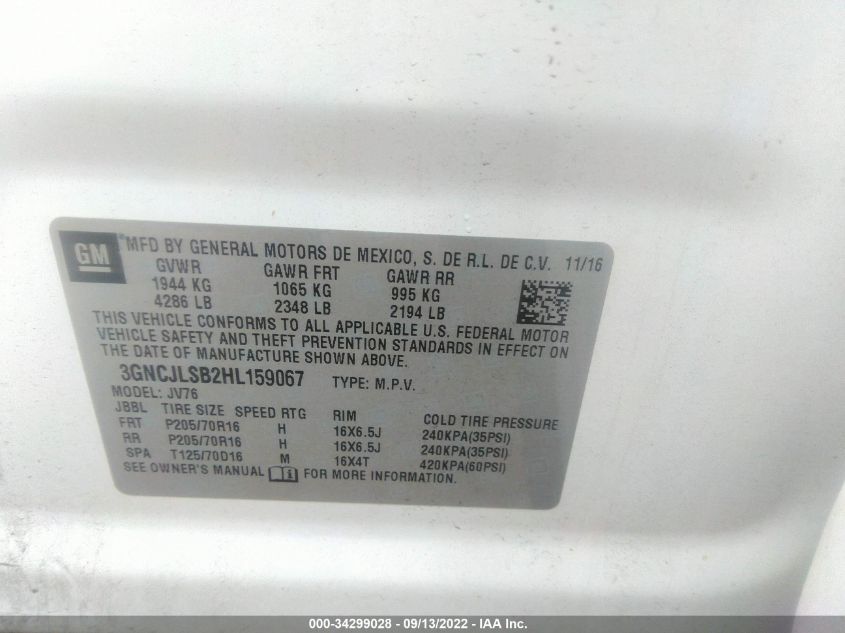 GM MFD BY GENERAL MOTORS DE MEXICO, S. DE R.L. DE C.V. 11/16
GVWR GAWR FRT GAWR RR
1944 KG 1065 KG 995 KG
4286 LB 2348 LB 2194 LB
THIS VEHICLE CONFORMS TO ALL APPLICABLE U.S. FEDERAL MOTOR
VEHICLE SAFETY AND THEFT PREVENTION STANDARDS IN EFFECT ON
THE DATE OF MANUFACTURE SHOWN ABOVE.
3GNCJLSB2HL159067 TYPE: M.P.V.
MODEL: JV76
JBBL TIRE SIZE SPEED RTG RIM COLD TIRE PRESSURE
FRT P205/70R16 H 16X6.5J 240KPA(35PSI)
RR P205/70R16 H 16X6.5J 240KPA(35PSI)
SPA T125/70D16 M 16X4T 420KPA(60PSI)
SEE OWNER'S MANUAL i FOR MORE INFORMATION.
000-34299028 - 09/13/2022 - IAA Inc.